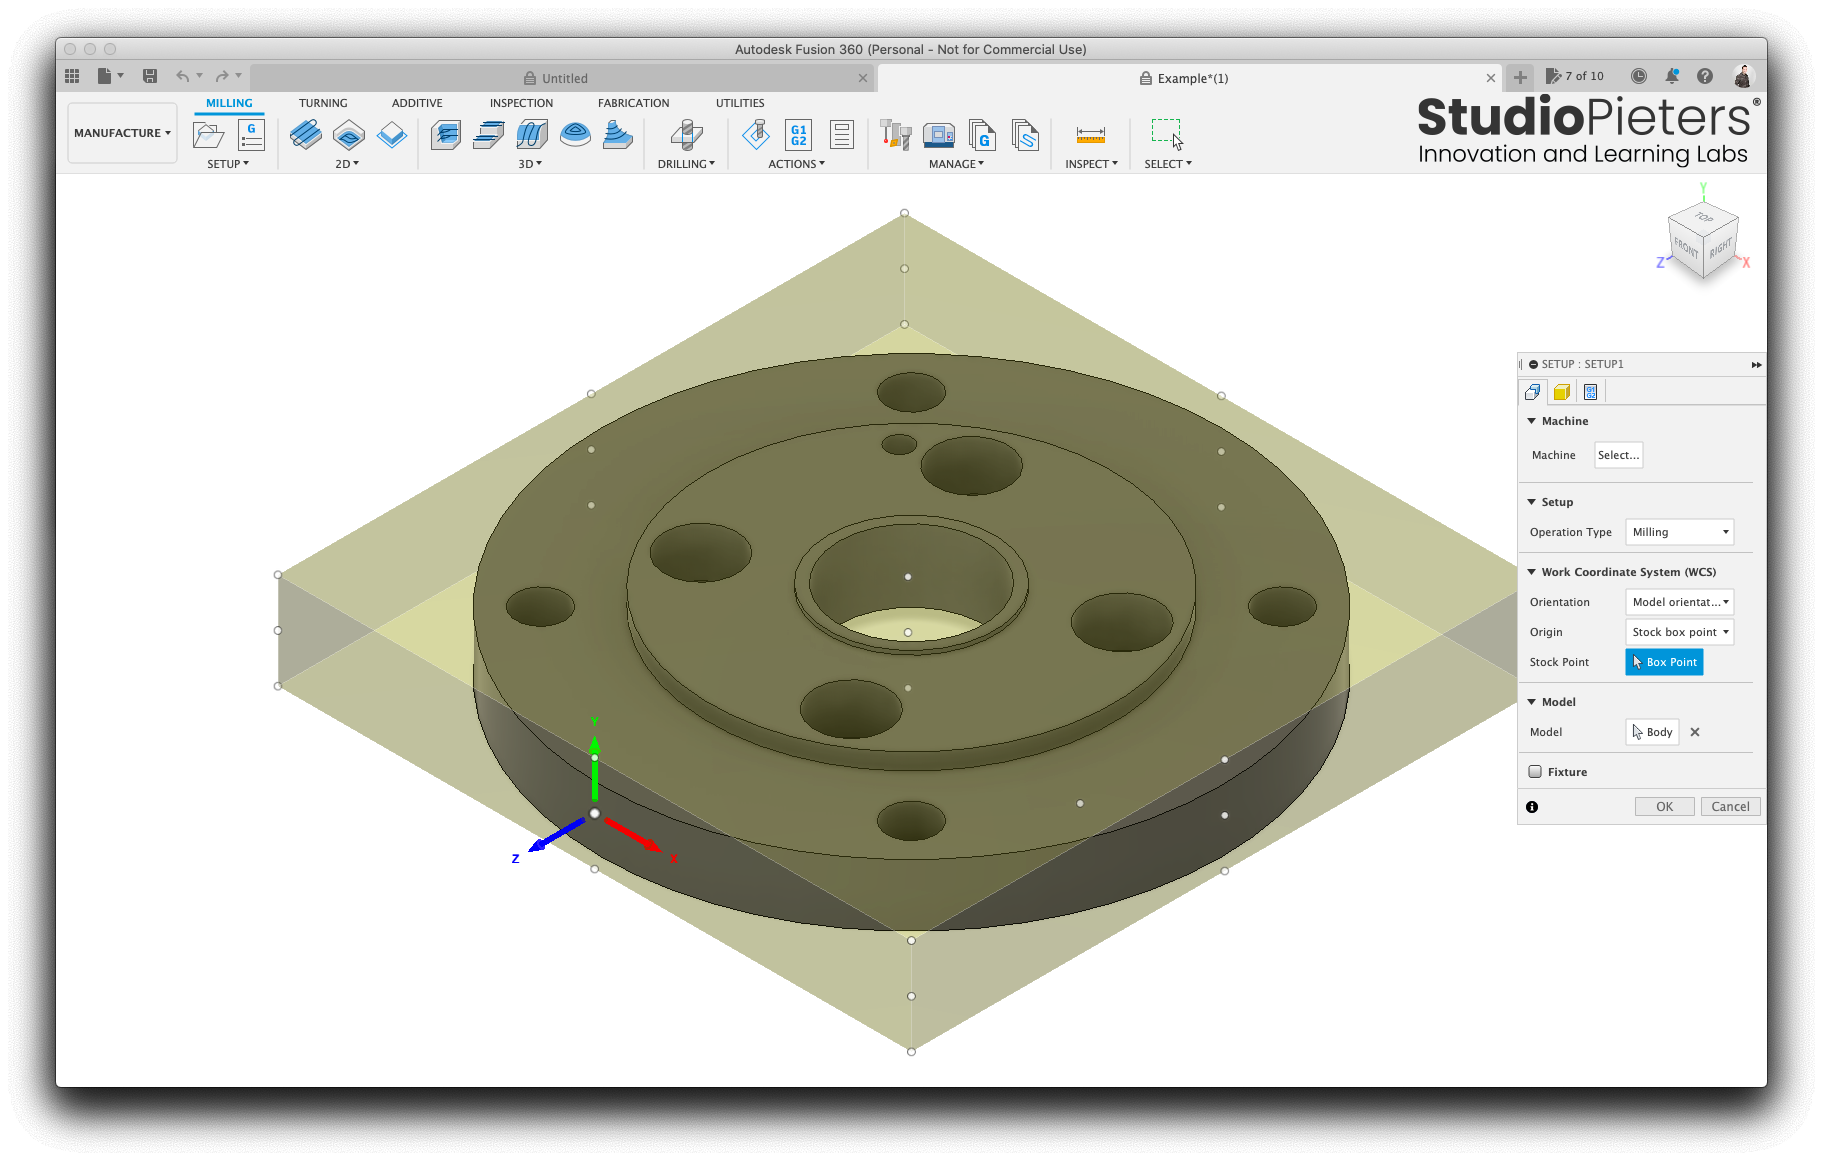 Autodesk Fusion 360 (Personal - Not for Commercial Use)
Untitled
Example*(1)
7 of 10
MILLING
TURNING
ADDITIVE
INSPECTION
FABRICATION
UTILITIES
MANUFACTURE
G
G1
G2
G
SETUP
2D
3D
DRILLING
ACTIONS
MANAGE
INSPECT
SELECT
StudioPieters®
Innovation and Learning Labs
Y
TOP
FRONT
RIGHT
Z
X
SETUP : SETUP1
G1
G2
Machine
Machine
Select...
Setup
Operation Type
Milling
Work Coordinate System (WCS)
Orientation
Model orientat...
Origin
Stock box point
Stock Point
Box Point
Model
Model
Body
Fixture
OK
Cancel
Y
Z
X